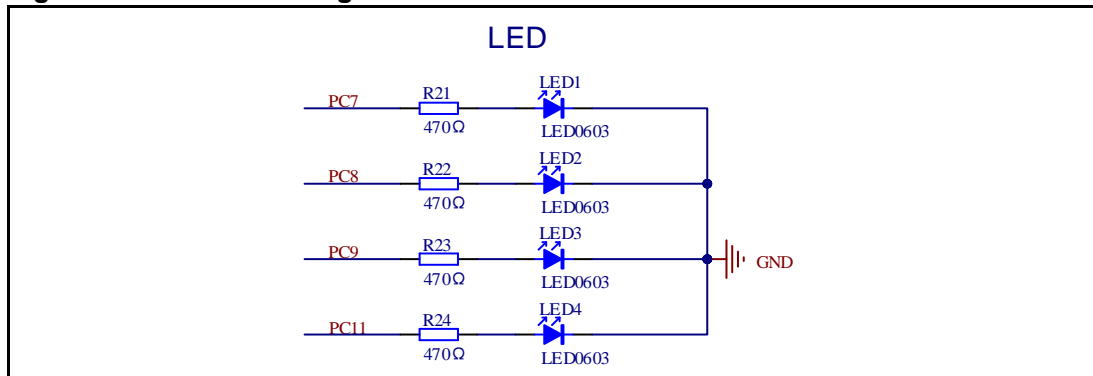 LED
LED1
PC7
R21
470Ω
LED0603
LED2
PC8
R22
470Ω
LED0603
LED3
PC9
R23
470Ω
LED0603
GND
LED4
PC11
R24
470Ω
LED0603